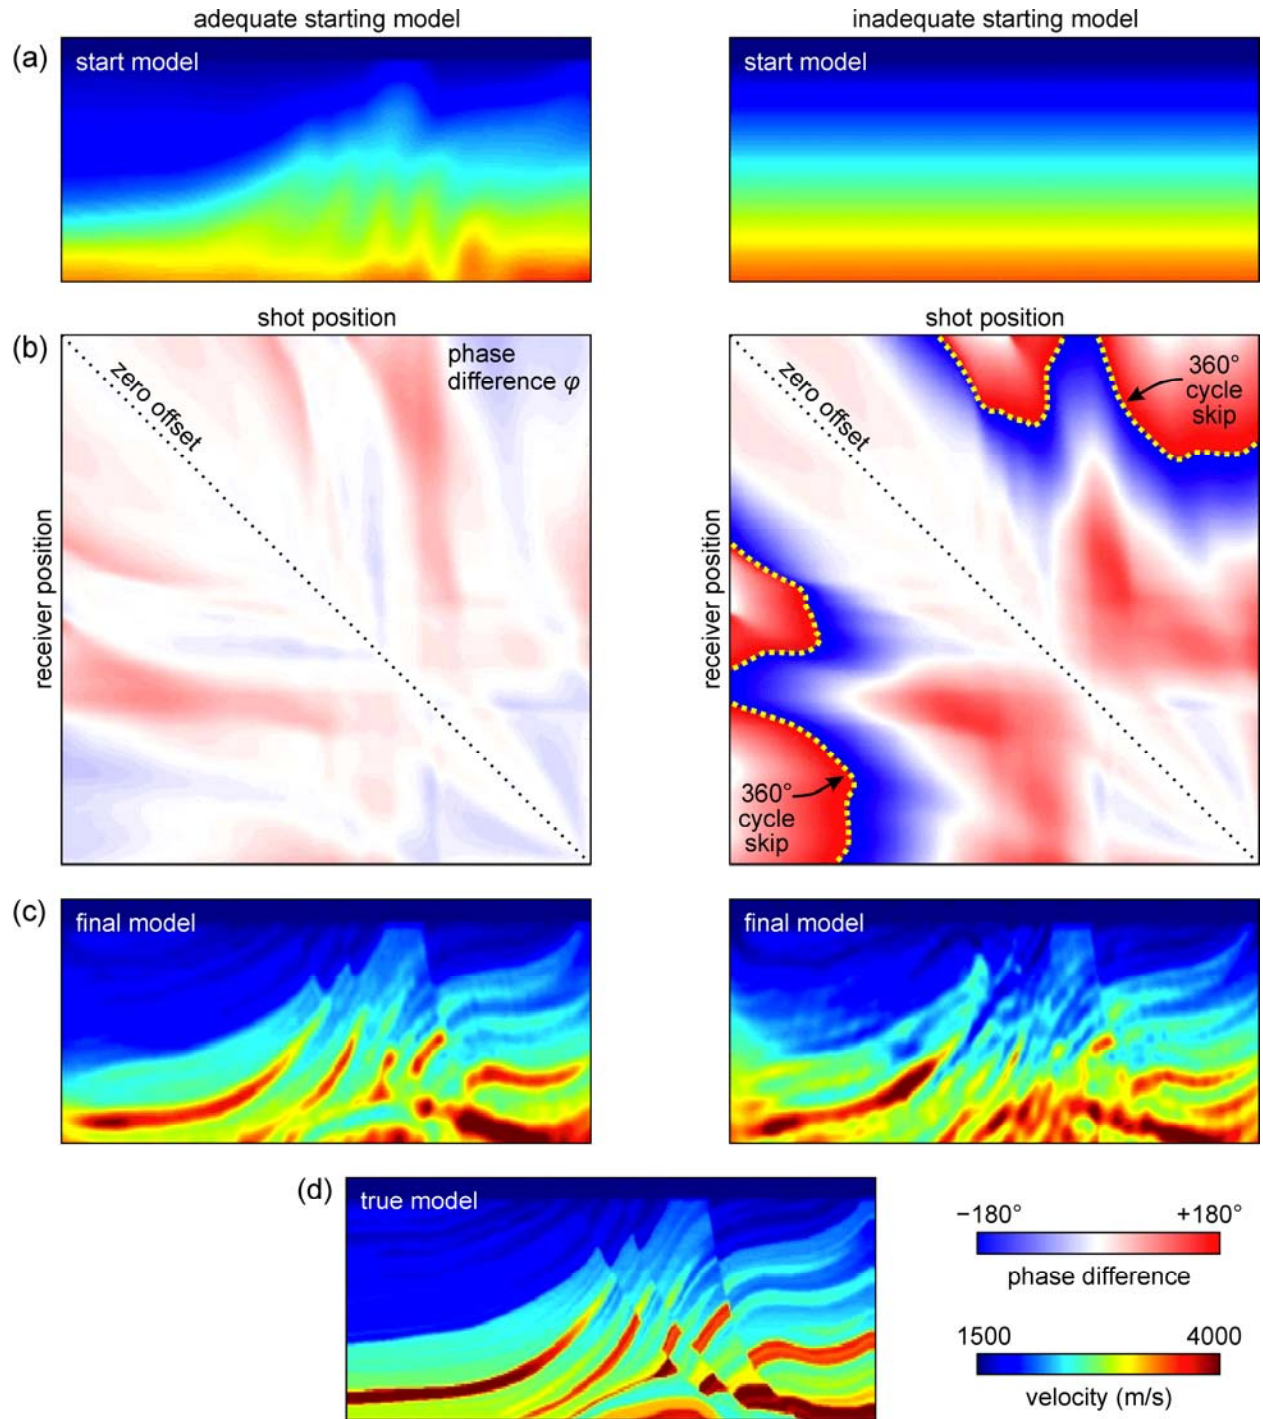 adequate starting model
inadequate starting model
(a)
start model
start model
shot position
shot position
(b)
receiver position
zero offset
phase
difference φ
receiver position
zero offset
360°
cycle
skip
360°
cycle
skip
(c)
final model
final model
(d)
true model
−180°
+180°
phase difference
1500
4000
velocity (m/s)